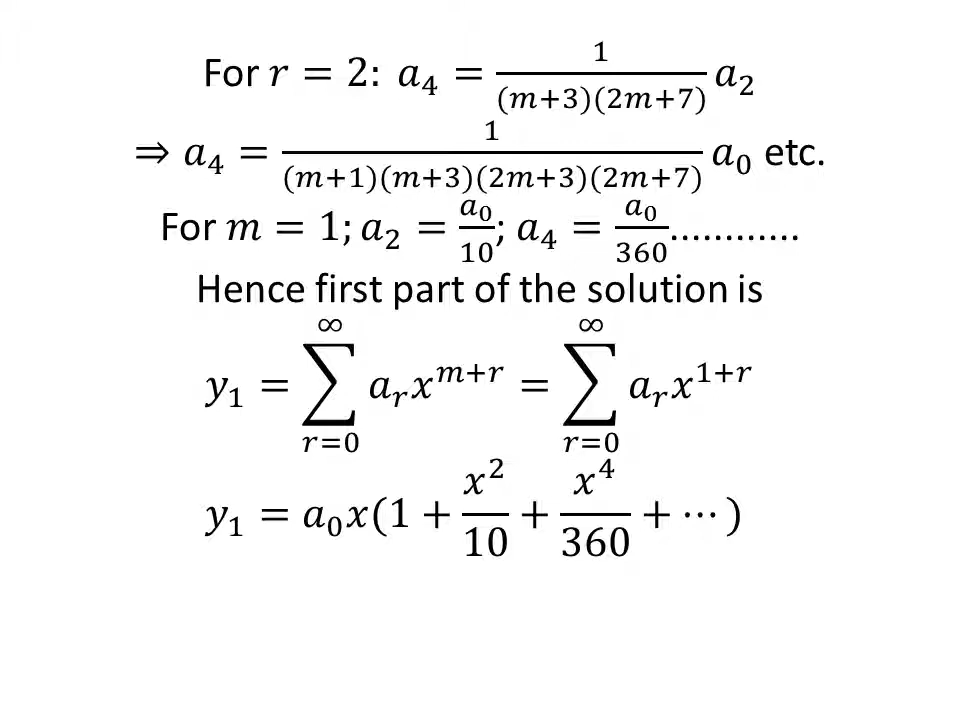 For 𝑟 = 2: 𝑎₄ = 1/((𝑚+3)(2𝑚+7)) 𝑎₂
⇒ 𝑎₄ = 1/((𝑚+1)(𝑚+3)(2𝑚+3)(2𝑚+7)) 𝑎₀ etc.
For 𝑚 = 1; 𝑎₂ = 𝑎₀/10; 𝑎₄ = 𝑎₀/360............
Hence first part of the solution is
𝑦₁ = ∑_{𝑟=0}^{∞} 𝑎ᵣ𝑥^{𝑚+𝑟} = ∑_{𝑟=0}^{∞} 𝑎ᵣ𝑥^{1+𝑟}
𝑦₁ = 𝑎₀𝑥(1 + 𝑥²/10 + 𝑥⁴/360 + ⋯ )